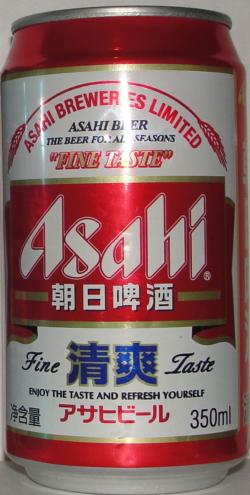 ASAHI BREWERIES LIMITED
ASAHI BEER
THE BEER FOR ALL SEASONS
"FINE TASTE"
Asahi®
朝日啤酒
Fine 清爽 Taste
ENJOY THE TASTE AND REFRESH YOURSELF
净含量 アサヒビール 350ml